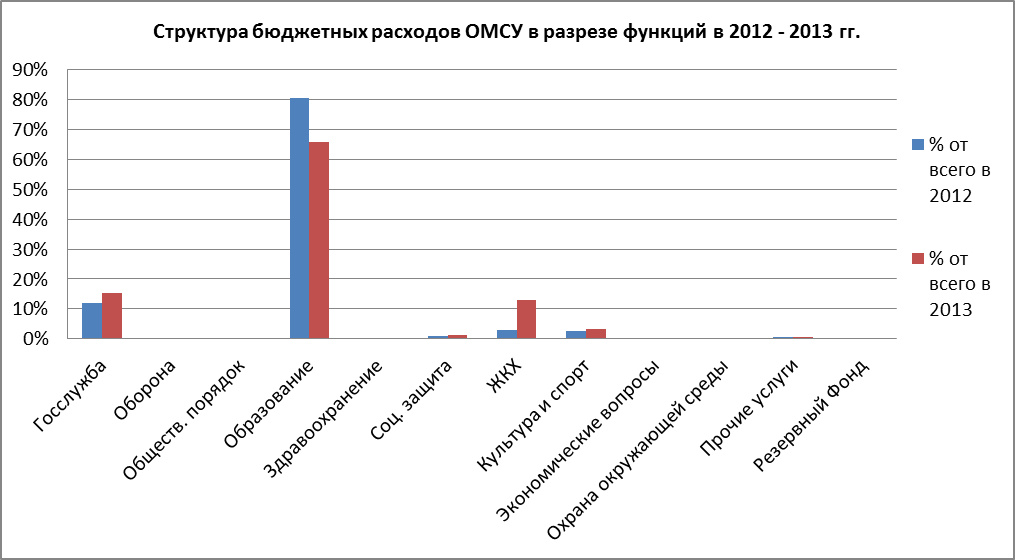 Структура бюджетных расходов ОМСУ в разрезе функций в 2012 - 2013 гг.
90%
80%
70%
60%
50%
40%
30%
20%
10%
0%
Госслужба
Оборона
Обществ. порядок
Образование
Здравоохранение
Соц. защита
ЖКХ
Культура и спорт
Экономические вопросы
Охрана окружающей среды
Прочие услуги
Резервный фонд
% от
всего в
2012
% от
всего в
2013